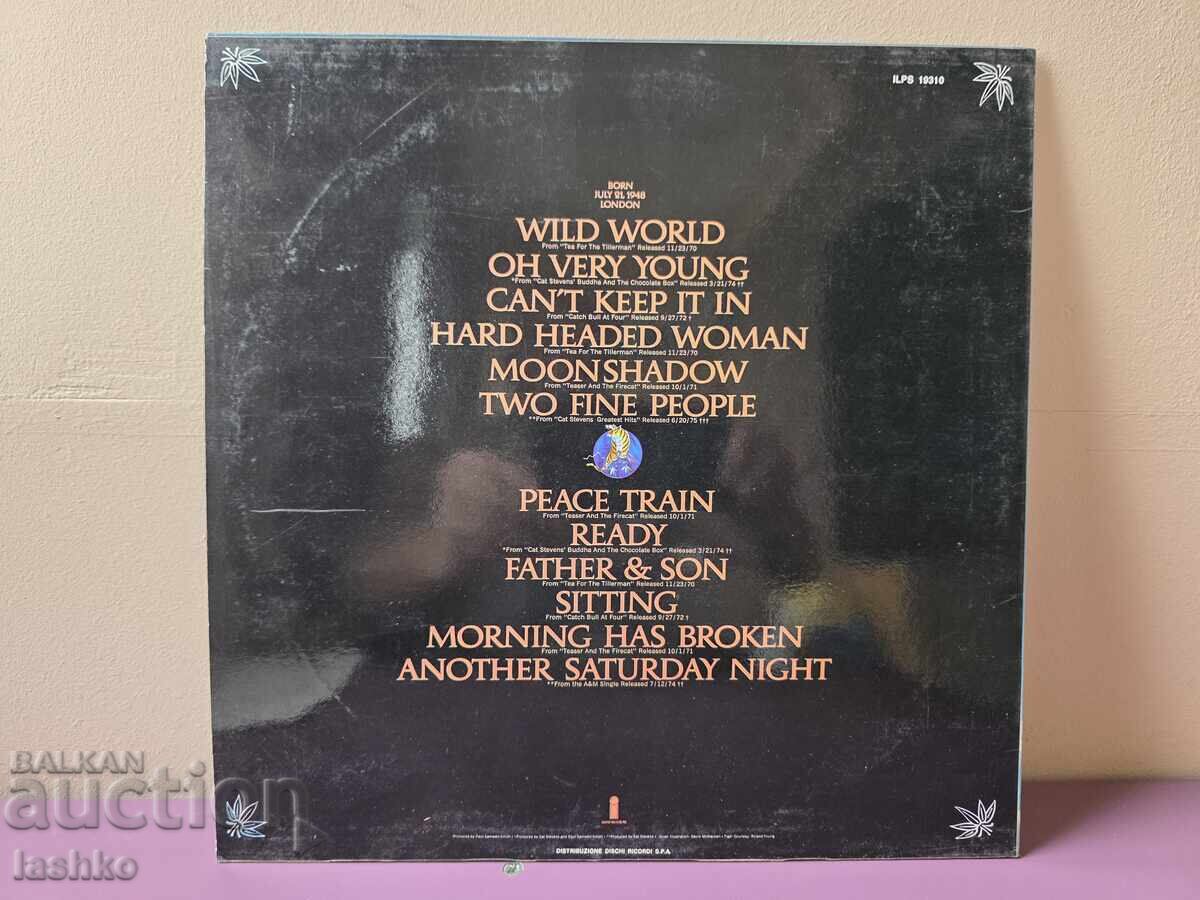 ILPS 19310
BORN
JULY 21, 1948
LONDON
WILD WORLD
From "Tea For The Tillerman" Released 11/23/70
OH VERY YOUNG
*From "Cat Stevens' Buddha And The Chocolate Box" Released 3/21/74 ††
CAN'T KEEP IT IN
From "Catch Bull At Four" Released 9/27/72 †
HARD HEADED WOMAN
From "Tea For The Tillerman" Released 11/23/70
MOONSHADOW
From "Teaser And The Firecat" Released 10/1/71
TWO FINE PEOPLE
**From "Cat Stevens Greatest Hits" Released 6/20/75 †††
PEACE TRAIN
From "Teaser And The Firecat" Released 10/1/71
READY
*From "Cat Stevens' Buddha And The Chocolate Box" Released 3/21/74 ††
FATHER & SON
From "Tea For The Tillerman" Released 11/23/70
SITTING
From "Catch Bull At Four" Released 9/27/72 †
MORNING HAS BROKEN
From "Teaser And The Firecat" Released 10/1/71
ANOTHER SATURDAY NIGHT
**From the A&M Single Released 7/12/74 ††
DISTRIBUZIONE DISCHI RICORDI S.P.A.
BALKAN
auction
lashko